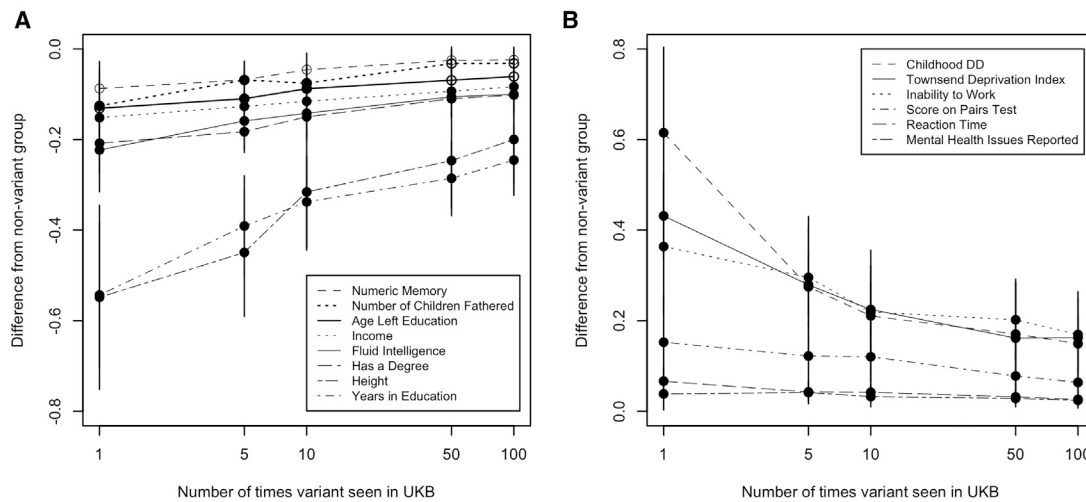 A
Difference from non-variant group
0.0
-0.2
-0.4
-0.6
-0.8
Numeric Memory
Number of Children Fathered
Age Left Education
Income
Fluid Intelligence
Has a Degree
Height
Years in Education
1
5
10
50
100
Number of times variant seen in UKB
B
Difference from non-variant group
0.8
0.6
0.4
0.2
0.0
Childhood DD
Townsend Deprivation Index
Inability to Work
Score on Pairs Test
Reaction Time
Mental Health Issues Reported
1
5
10
50
100
Number of times variant seen in UKB